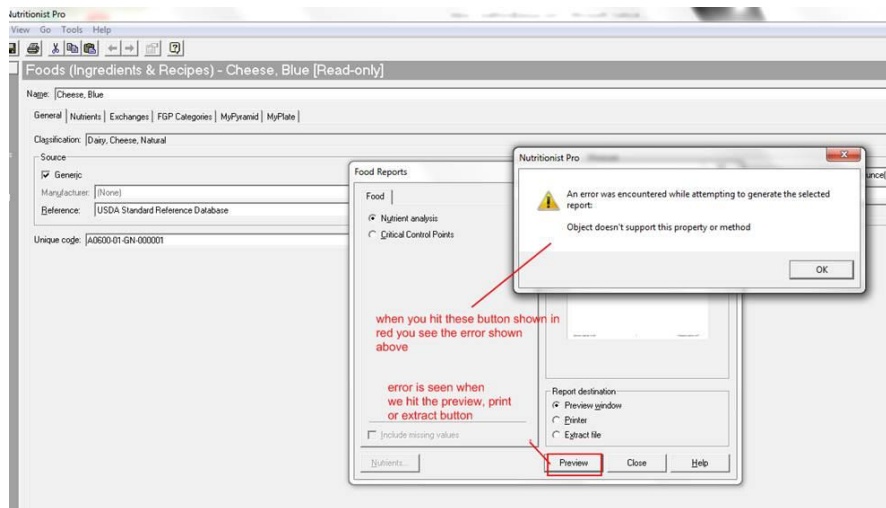 Nutritionist Pro
View Go Tools Help
Foods (Ingredients & Recipes) - Cheese, Blue [Read-only]
Name: Cheese, Blue
General Nutrients Exchanges FGP Categories MyPyramid MyPlate
Classification: Dairy, Cheese, Natural
Source
Generic
Manufacturer: (None)
Reference: USDA Standard Reference Database
Unique code: A0600-01-GN-000001
Food Reports
Food
Nutrient analysis
Critical Control Points
Include missing values
Nutrients...
Nutritionist Pro
An error was encountered while attempting to generate the selected
report:
Object doesn't support this property or method
OK
when you hit these button shown in
red you see the error shown
above
error is seen when
we hit the preview, print
or extract button
Report destination
Preview window
Printer
Extract file
Preview Close Help